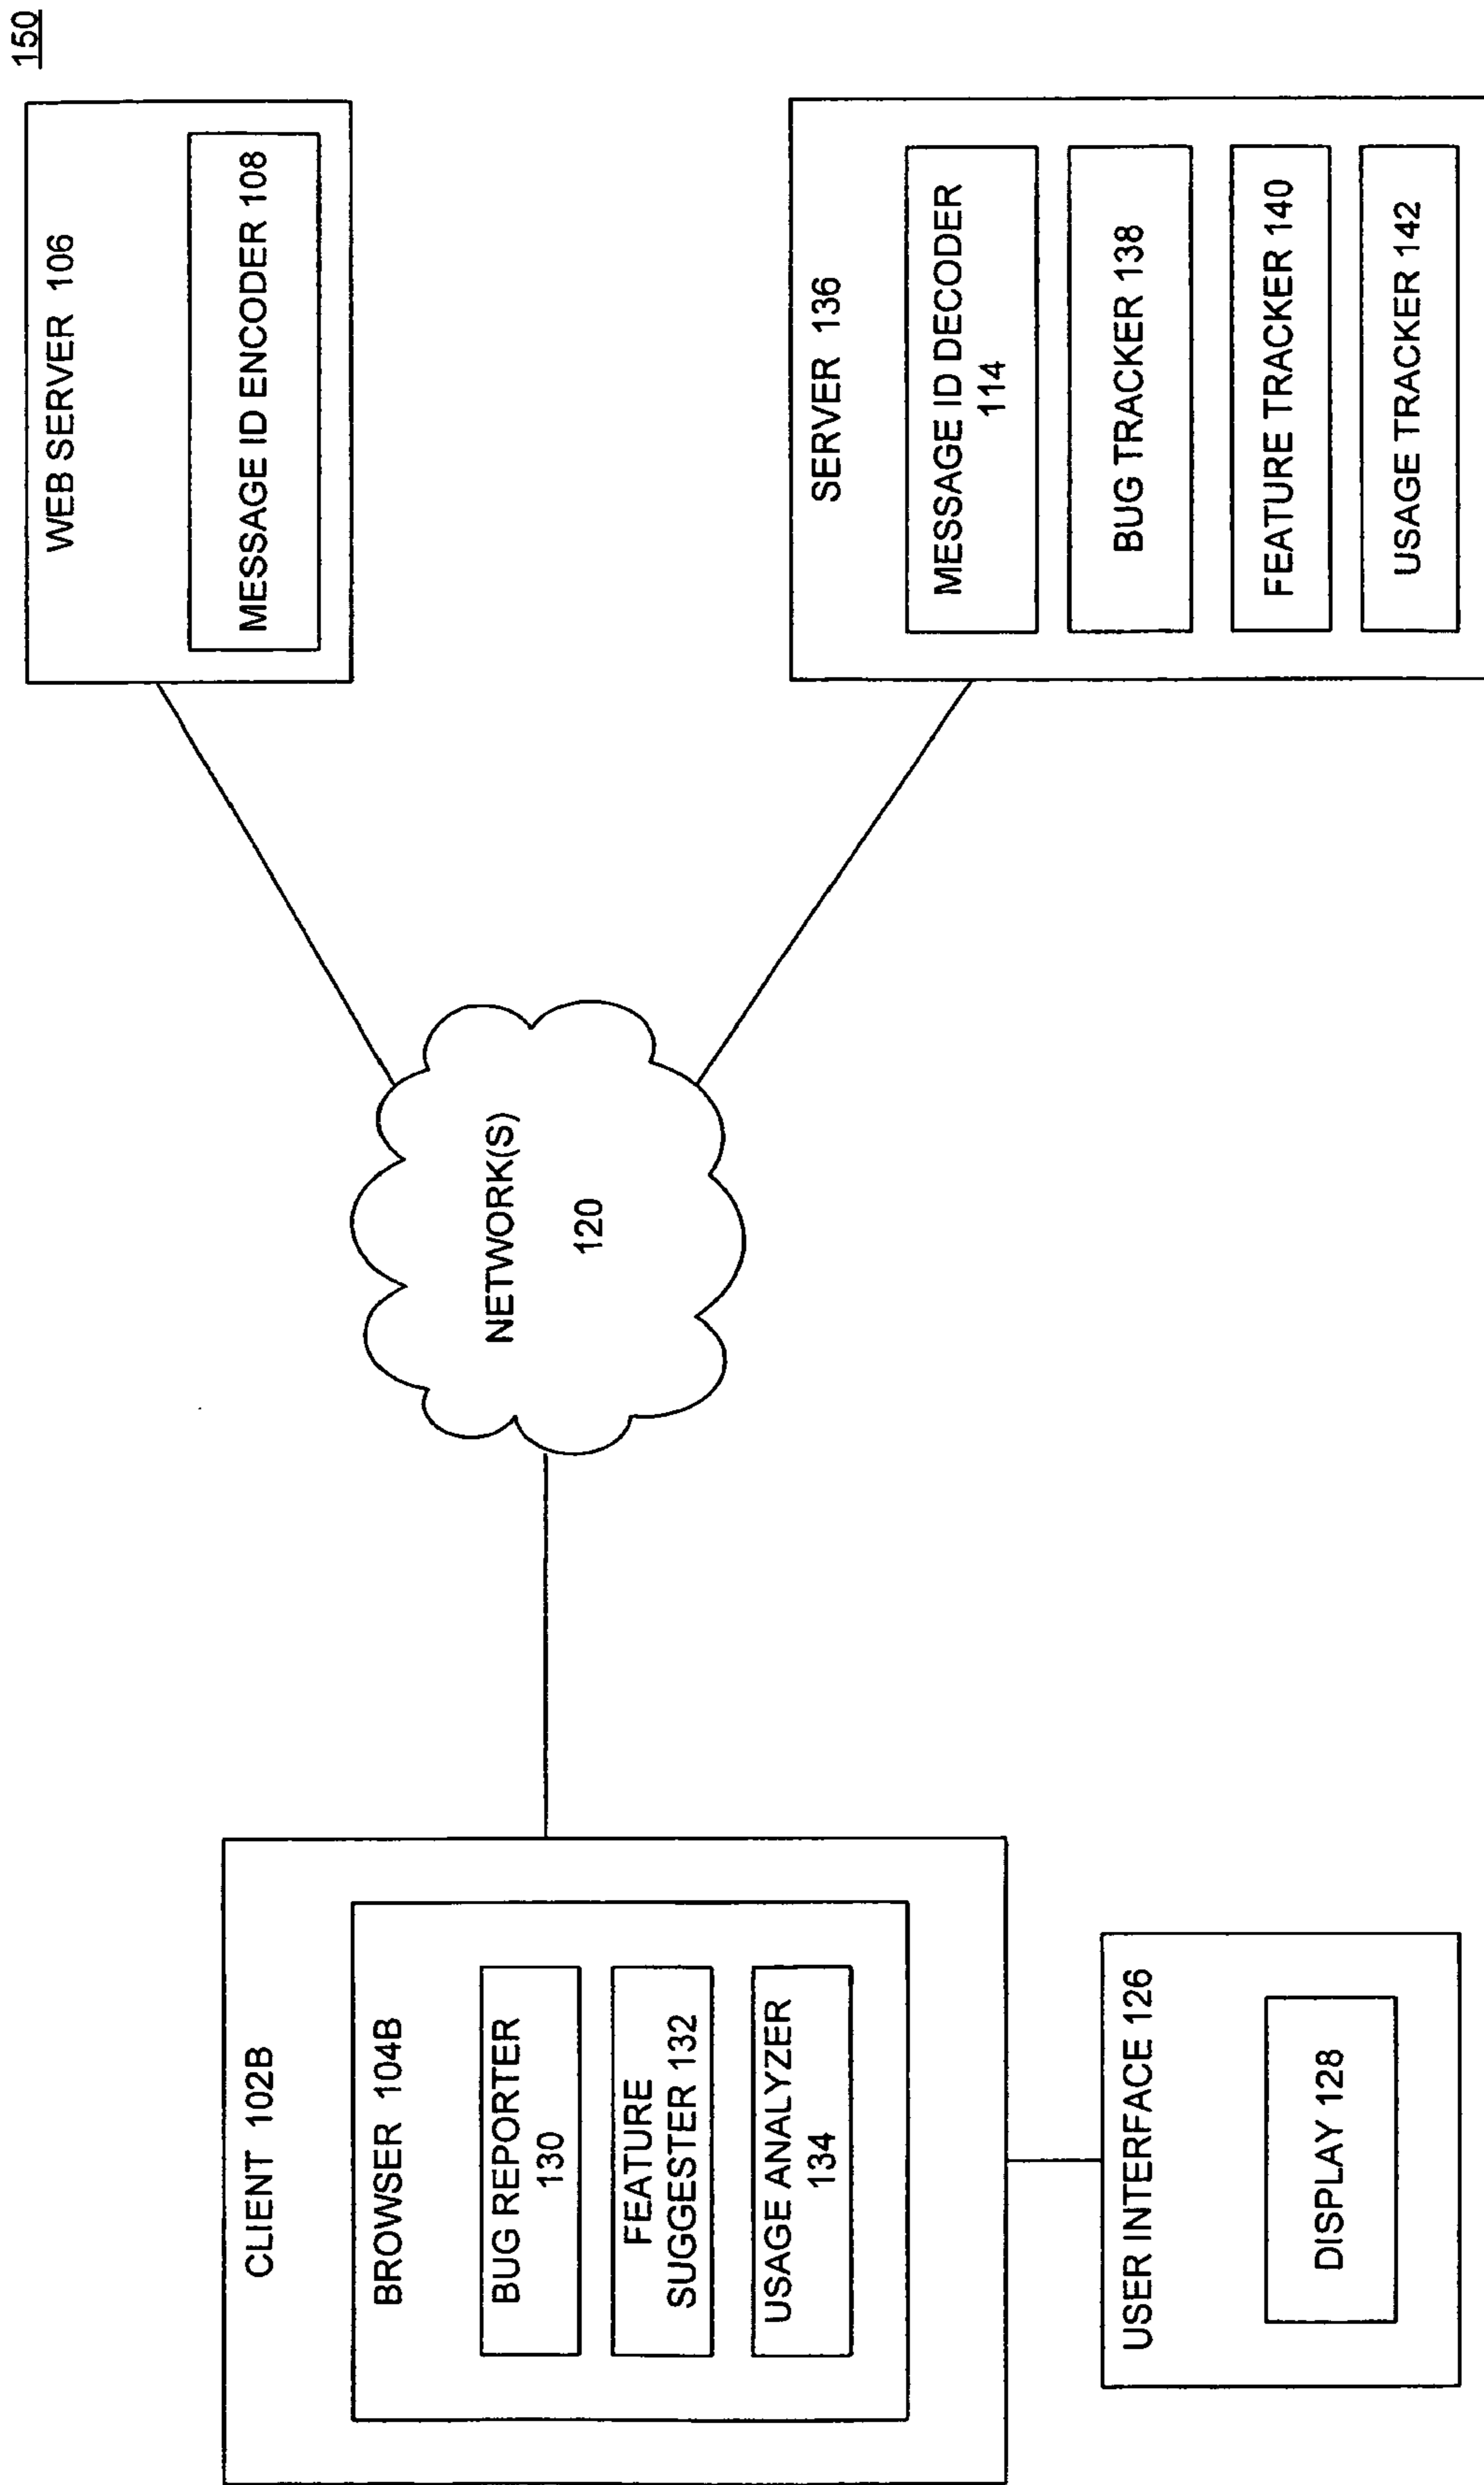 150
CLIENT 102B
BROWSER 104B
BUG REPORTER
130
FEATURE
SUGGESTER 132
USAGE ANALYZER
134
USER INTERFACE 126
DISPLAY 128
NETWORK(S)
120
WEB SERVER 106
MESSAGE ID ENCODER 108
SERVER 136
MESSAGE ID DECODER
114
BUG TRACKER 138
FEATURE TRACKER 140
USAGE TRACKER 142